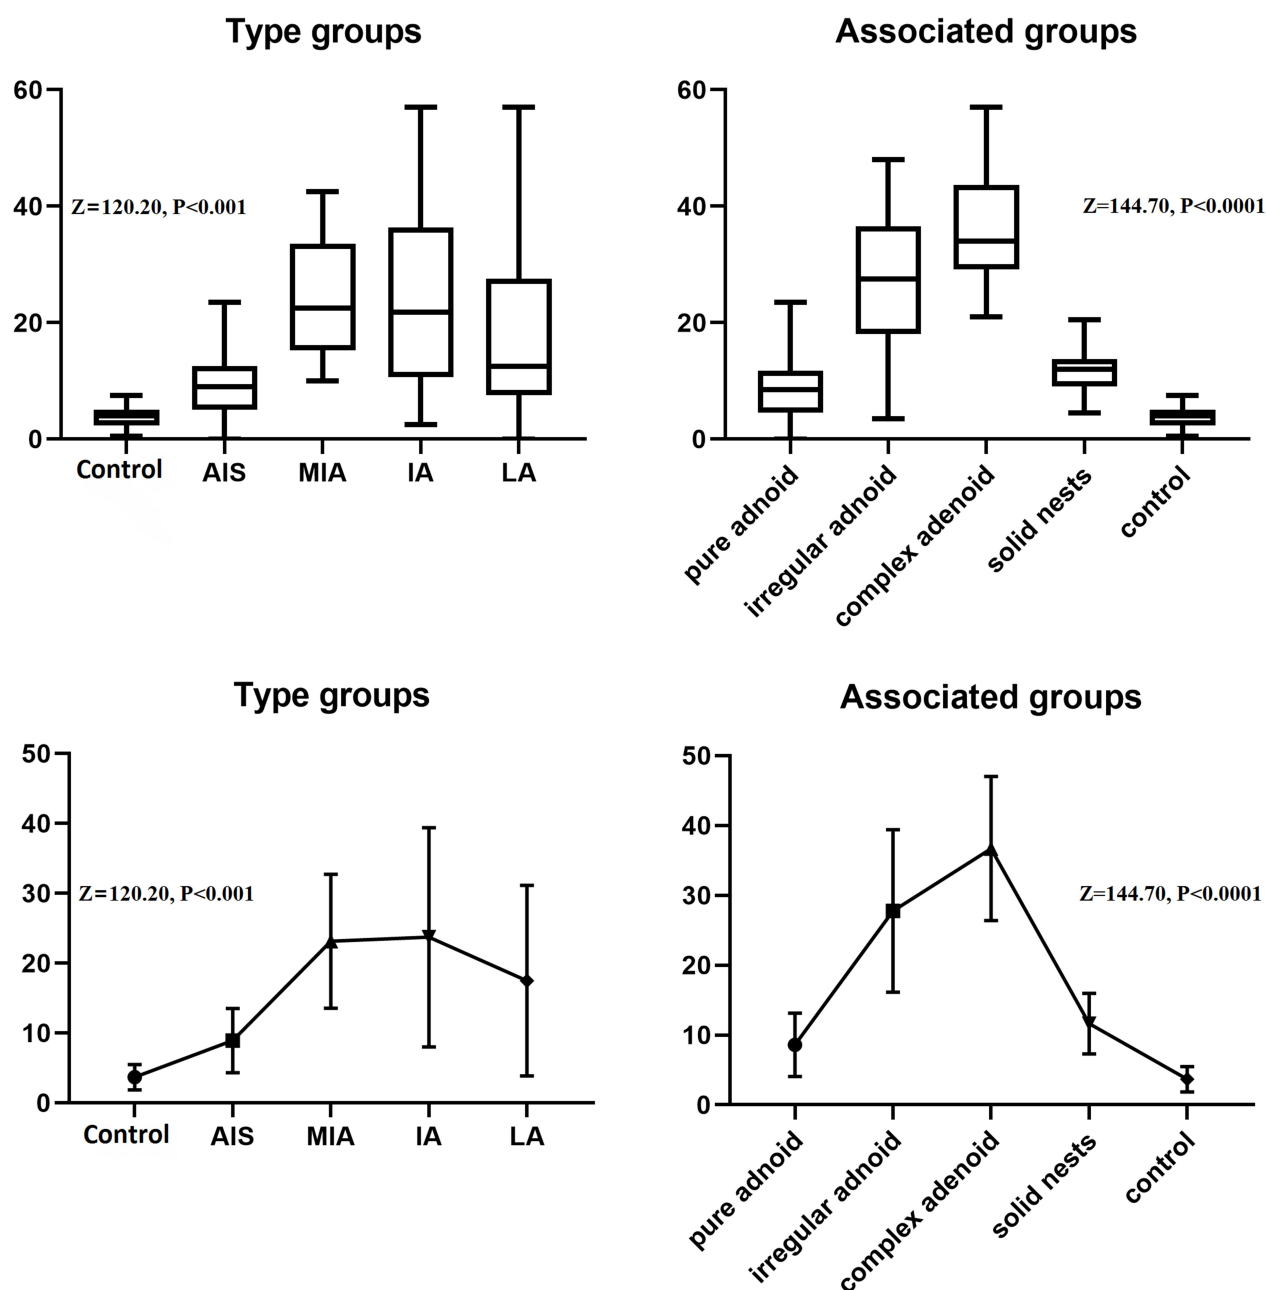 Type groups
60
40
20
0
Z=120.20, P<0.001
Control
AIS
MIA
IA
LA
Associated groups
60
40
20
0
Z=144.70, P<0.0001
pure adnoid
irregular adnoid
complex adenoid
solid nests
control
Type groups
50
40
30
20
10
0
Z=120.20, P<0.001
Control
AIS
MIA
IA
LA
Associated groups
50
40
30
20
10
0
Z=144.70, P<0.0001
pure adnoid
irregular adnoid
complex adenoid
solid nests
control